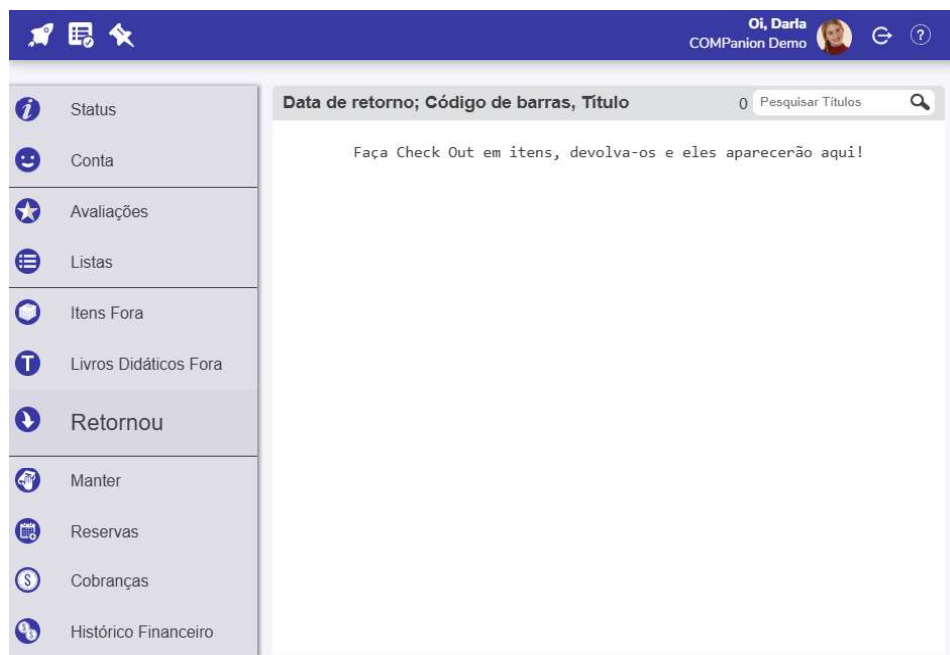 Oi, Darla
COMPanion Demo
?
i Status
Conta
Avaliações
Listas
Itens Fora
T Livros Didáticos Fora
Retornou
Manter
Reservas
$ Cobranças
Histórico Financeiro
Data de retorno; Código de barras, Título 0 Pesquisar Títulos
Faça Check Out em itens, devolva-os e eles aparecerão aqui!